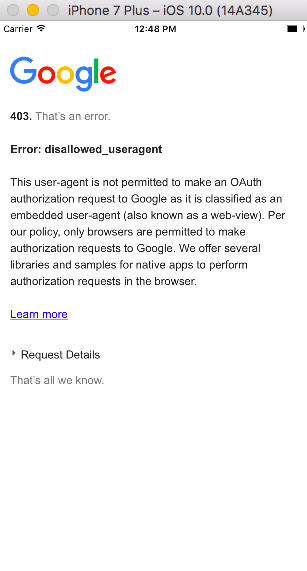 iPhone 7 Plus – iOS 10.0 (14A345)
Carrier 12:48 PM
Google
403. That's an error.
Error: disallowed_useragent
This user-agent is not permitted to make an OAuth
authorization request to Google as it is classified as an
embedded user-agent (also known as a web-view). Per
our policy, only browsers are permitted to make
authorization requests to Google. We offer several
libraries and samples for native apps to perform
authorization requests in the browser.
Learn more
Request Details
That's all we know.